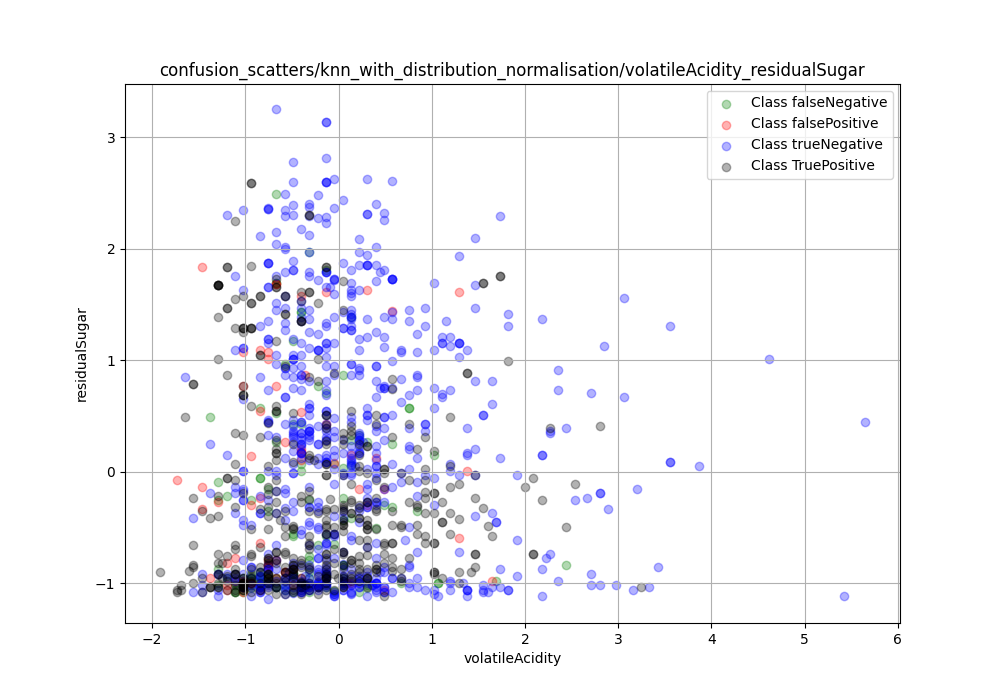 confusion_scatters/knn_with_distribution_normalisation/volatileAcidity_residualSugar
Class falseNegative
Class falsePositive
Class trueNegative
Class TruePositive
residualSugar
3
2
1
0
−1
−2 −1 0 1 2 3 4 5 6
volatileAcidity